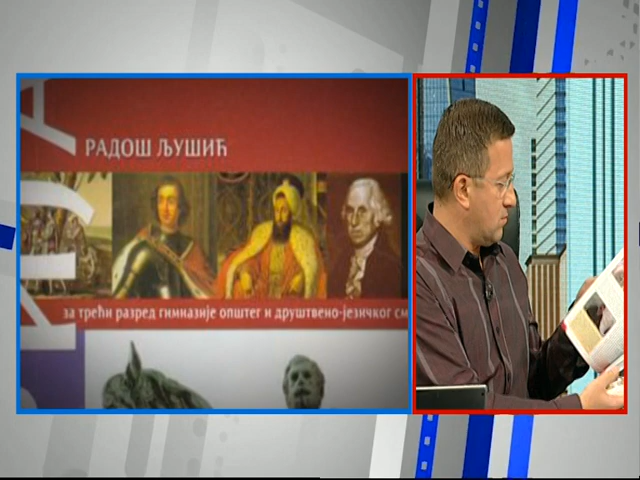 РАДОШ ЉУШИЋ
за трећи разред гимназије општег и друштвено-језичког см